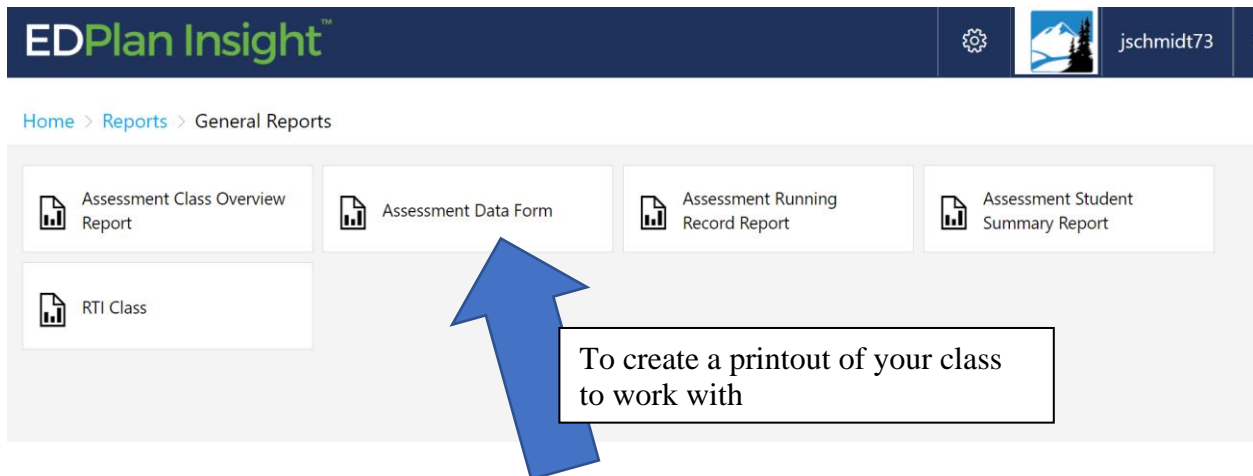 EDPlan Insight™
jschmidt73
Home > Reports > General Reports
Assessment Class Overview
Report
Assessment Data Form
Assessment Running
Record Report
Assessment Student
Summary Report
RTI Class
To create a printout of your class
to work with